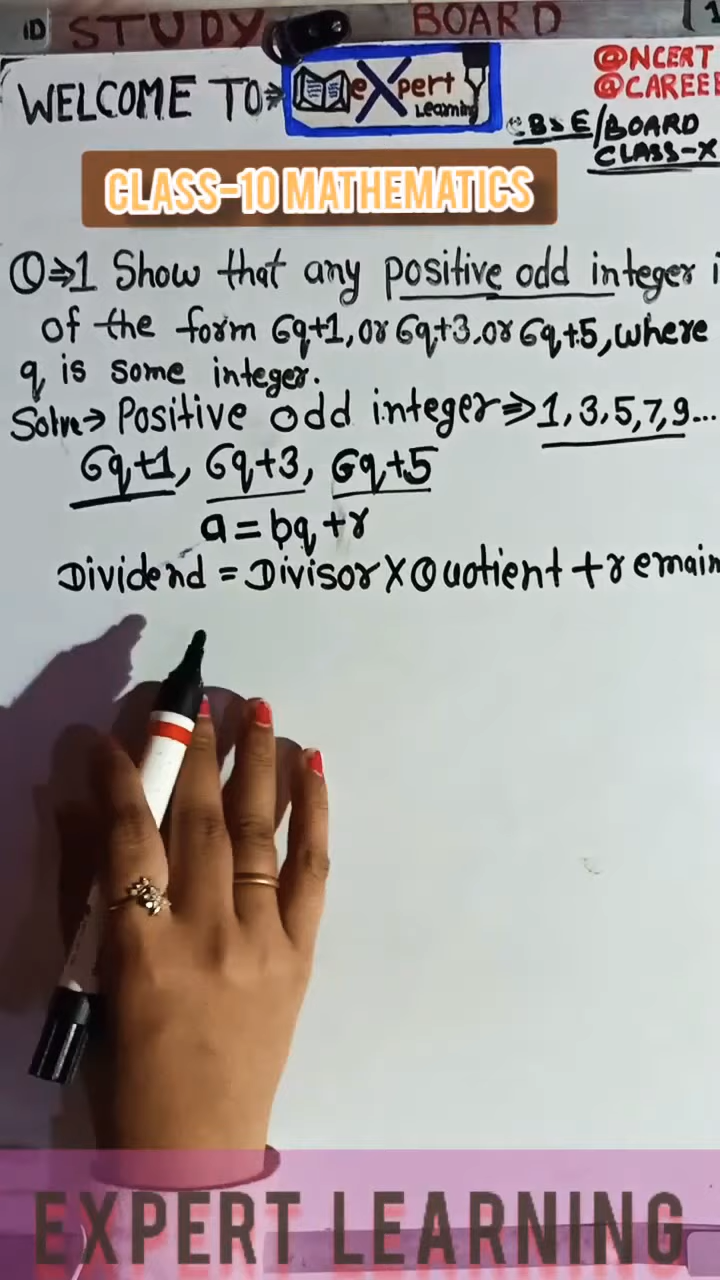 ID STUDY BOARD
WELCOME TO⇒ eXpert Learning
@NCERT
@CAREE
CBSE/BOARD
CLASS-X
CLASS-10 MATHEMATICS
Q⇒1 Show that any positive odd integer i
of the form 6q+1, or 6q+3, or 6q+5, where
q is some integer.
Solve→ Positive odd integer⇒1,3,5,7,9...
6q+1, 6q+3, 6q+5
a=bq+r
Dividend = Divisor×Quotient+remain
EXPERT LEARNING